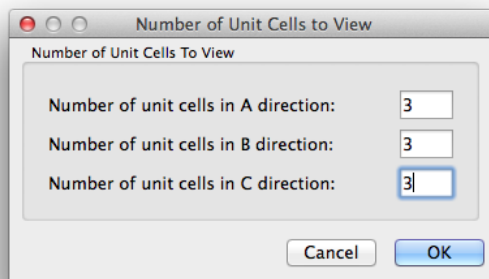 Number of Unit Cells to View
Number of Unit Cells To View
Number of unit cells in A direction: 3
Number of unit cells in B direction: 3
Number of unit cells in C direction: 3
Cancel OK